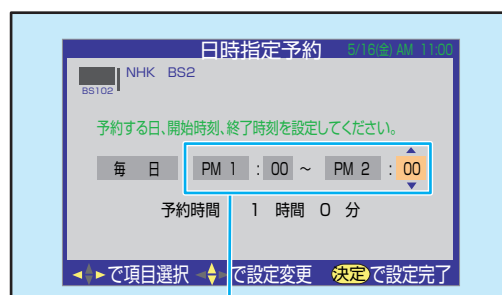 日時指定予約 5/16(金) AM 11:00
NHK BS2
BS102
予約する日、開始時刻、終了時刻を設定してください。
毎 日 PM 1 : 00 ~ PM 2 : 00
予約時間 1 時間 0 分
で項目選択 で設定変更 決定で設定完了